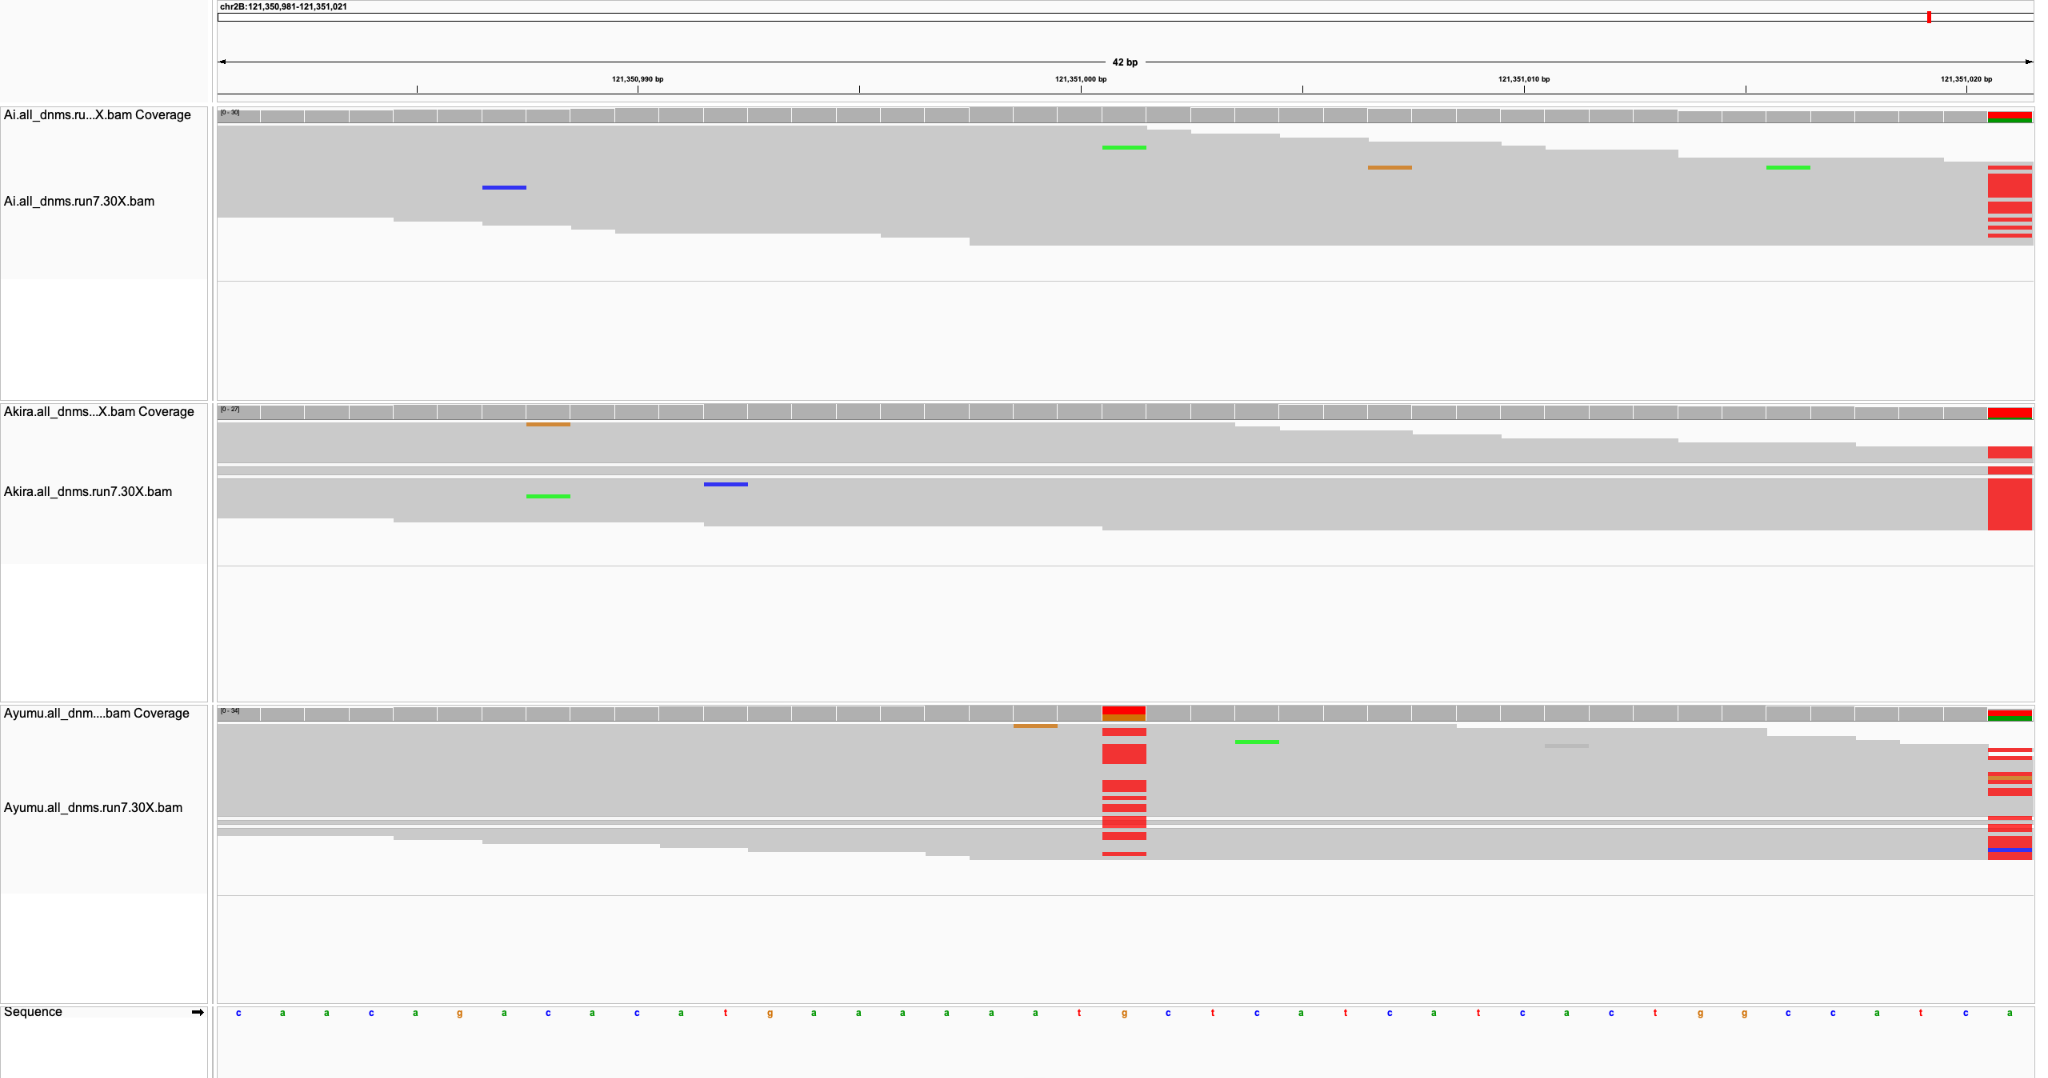 chr2B:121,350,981-121,351,021
42 bp
121,350,990 bp 121,351,000 bp 121,351,010 bp 121,351,020 bp
Ai.all_dnms.ru...X.bam Coverage
[0 - 30]
Ai.all_dnms.run7.30X.bam
Akira.all_dnms...X.bam Coverage
[0 - 27]
Akira.all_dnms.run7.30X.bam
Ayumu.all_dnm....bam Coverage
[0 - 34]
Ayumu.all_dnms.run7.30X.bam
Sequence
c a a c a g a c a c a t g a a a a a a t g c t c a t c a t c a c t g g c c a t c a